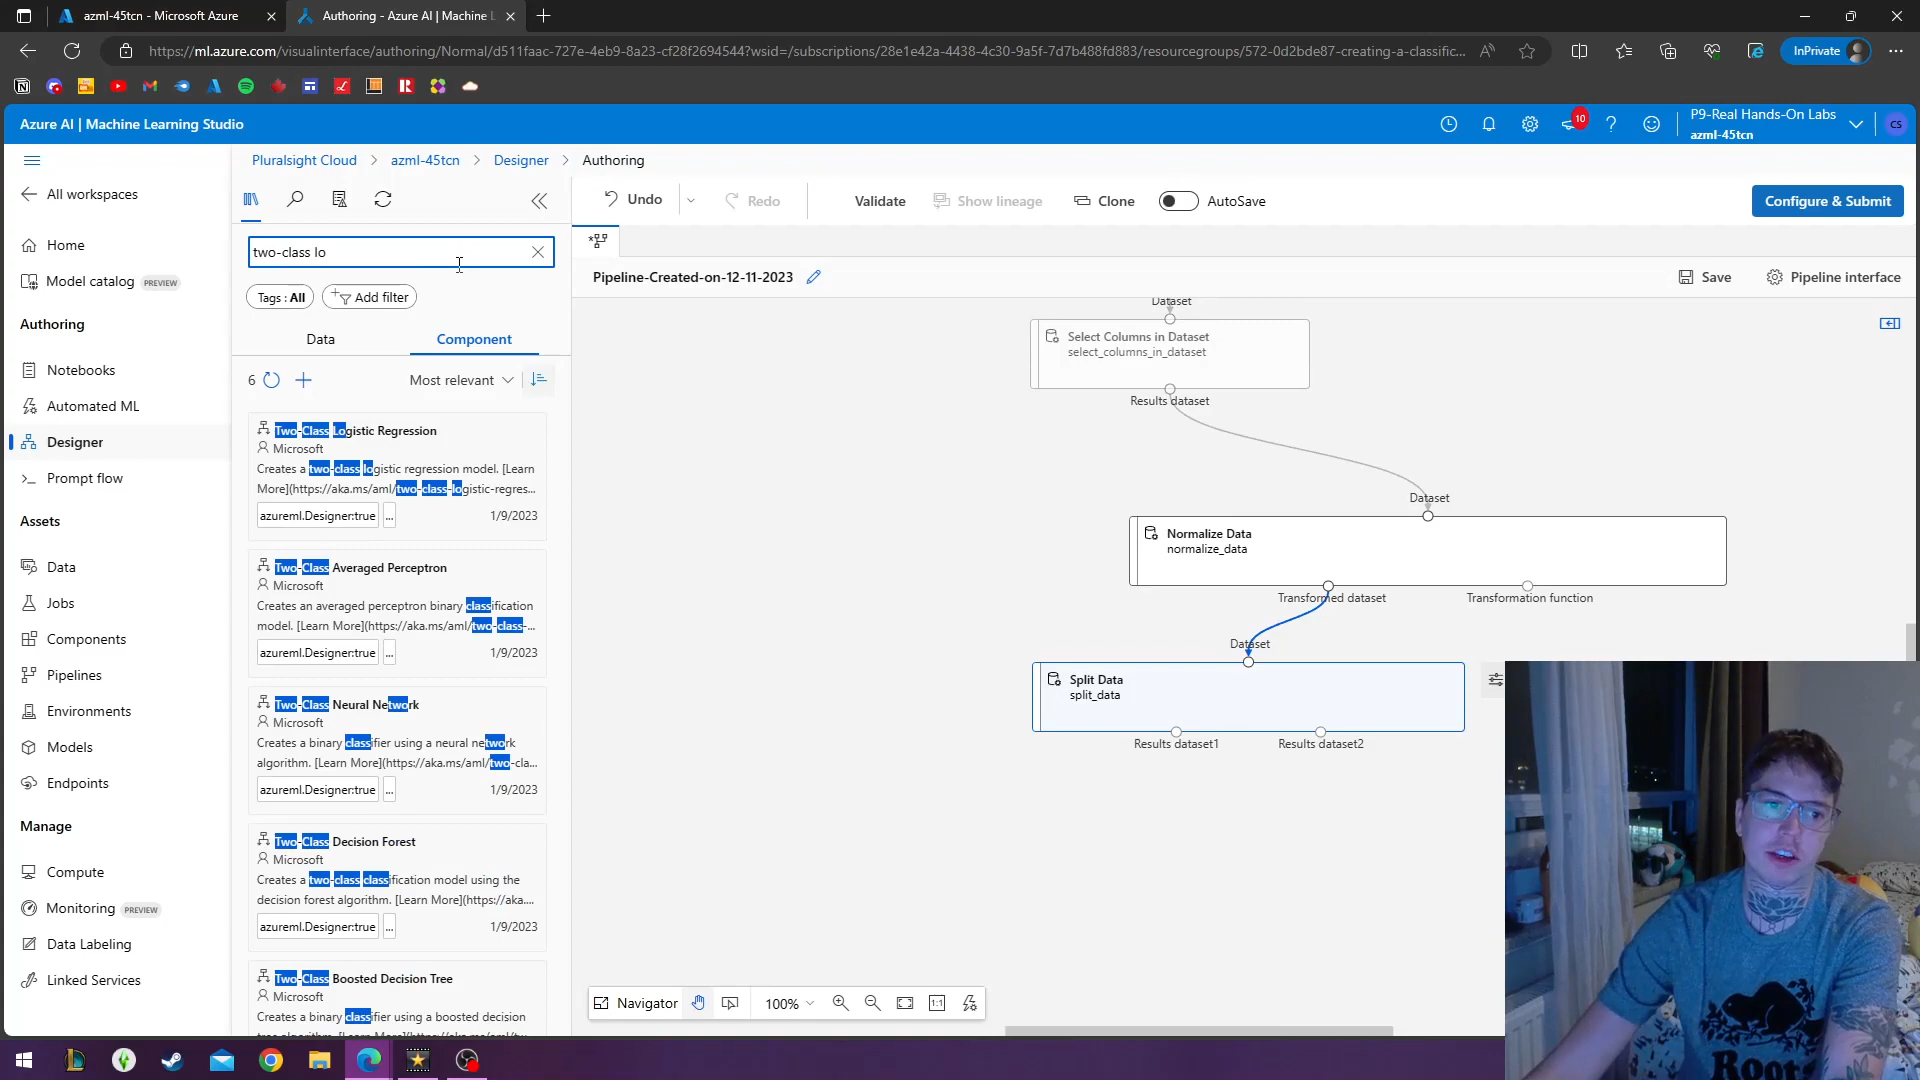 azml-45tcn - Microsoft Azure
Authoring - Azure AI | Machine L
https://ml.azure.com/visualinterface/authoring/Normal/d511faac-727e-4eb9-8a23-cf28f2694544?wsid=/subscriptions/28e1e42a-4438-4c30-9a5f-7d7b488fd883/resourcegroups/572-0d2bde87-creating-a-classific...
InPrivate
Azure AI | Machine Learning Studio
10
P9-Real Hands-On Labs
azml-45tcn
CS
All workspaces
Home
Model catalog PREVIEW
Authoring
Notebooks
Automated ML
Designer
Prompt flow
Assets
Data
Jobs
Components
Pipelines
Environments
Models
Endpoints
Manage
Compute
Monitoring PREVIEW
Data Labeling
Linked Services
Pluralsight Cloud > azml-45tcn > Designer > Authoring
two-class lo
Tags : All
Add filter
Data
Component
6
Most relevant
Two-Class Logistic Regression
Microsoft
Creates a two-class logistic regression model. [Learn
More](https://aka.ms/aml/two-class-logistic-regres...
azureml.Designer:true ... 1/9/2023
Two-Class Averaged Perceptron
Microsoft
Creates an averaged perceptron binary classification
model. [Learn More](https://aka.ms/aml/two-class-...
azureml.Designer:true ... 1/9/2023
Two-Class Neural Network
Microsoft
Creates a binary classifier using a neural network
algorithm. [Learn More](https://aka.ms/aml/two-cla...
azureml.Designer:true ... 1/9/2023
Two-Class Decision Forest
Microsoft
Creates a two-class classification model using the
decision forest algorithm. [Learn More](https://aka....
azureml.Designer:true ... 1/9/2023
Two-Class Boosted Decision Tree
Microsoft
Creates a binary classifier using a boosted decision
Undo
Redo
Validate
Show lineage
Clone
AutoSave
Configure & Submit
Pipeline-Created-on-12-11-2023
Save
Pipeline interface
Dataset
Select Columns in Dataset
select_columns_in_dataset
Results dataset
Dataset
Normalize Data
normalize_data
Transformed dataset
Transformation function
Dataset
Split Data
split_data
Results dataset1
Results dataset2
Navigator
100%
1:1
Roots